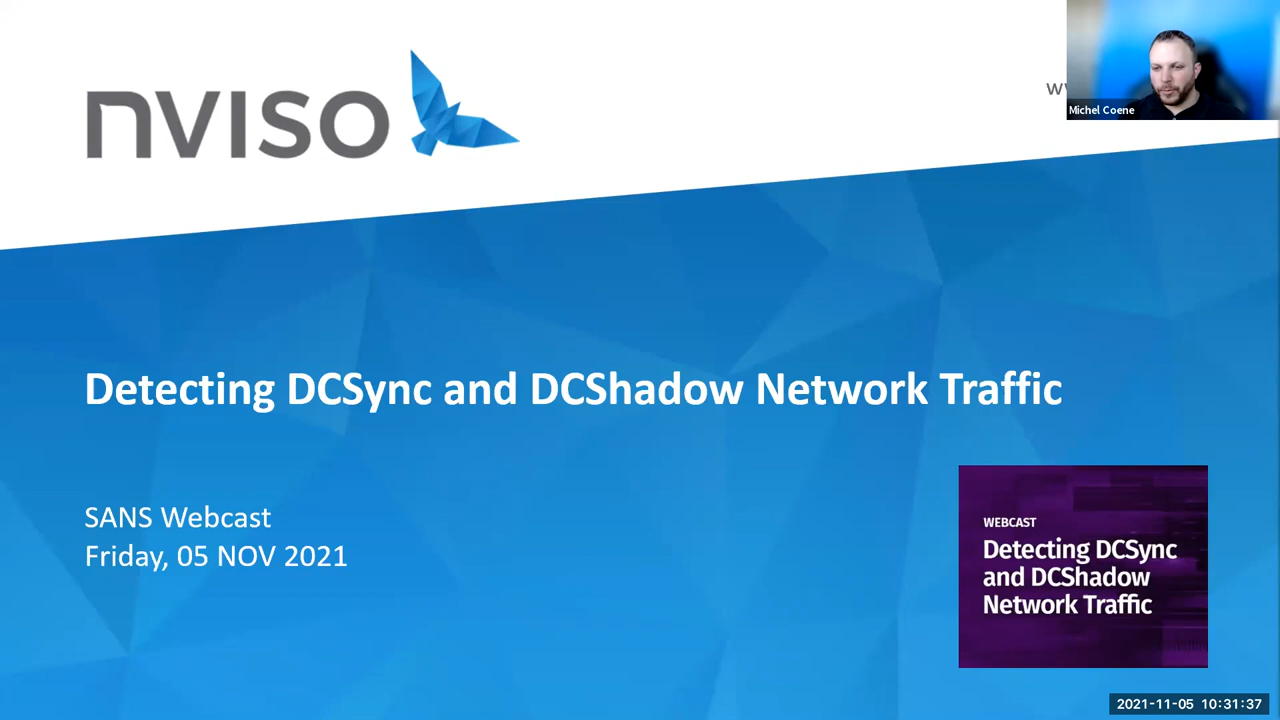 nviso
Michel Coene
Detecting DCSync and DCShadow Network Traffic
SANS Webcast
Friday, 05 NOV 2021
WEBCAST
Detecting DCSync
and DCShadow
Network Traffic
2021-11-05 10:31:37